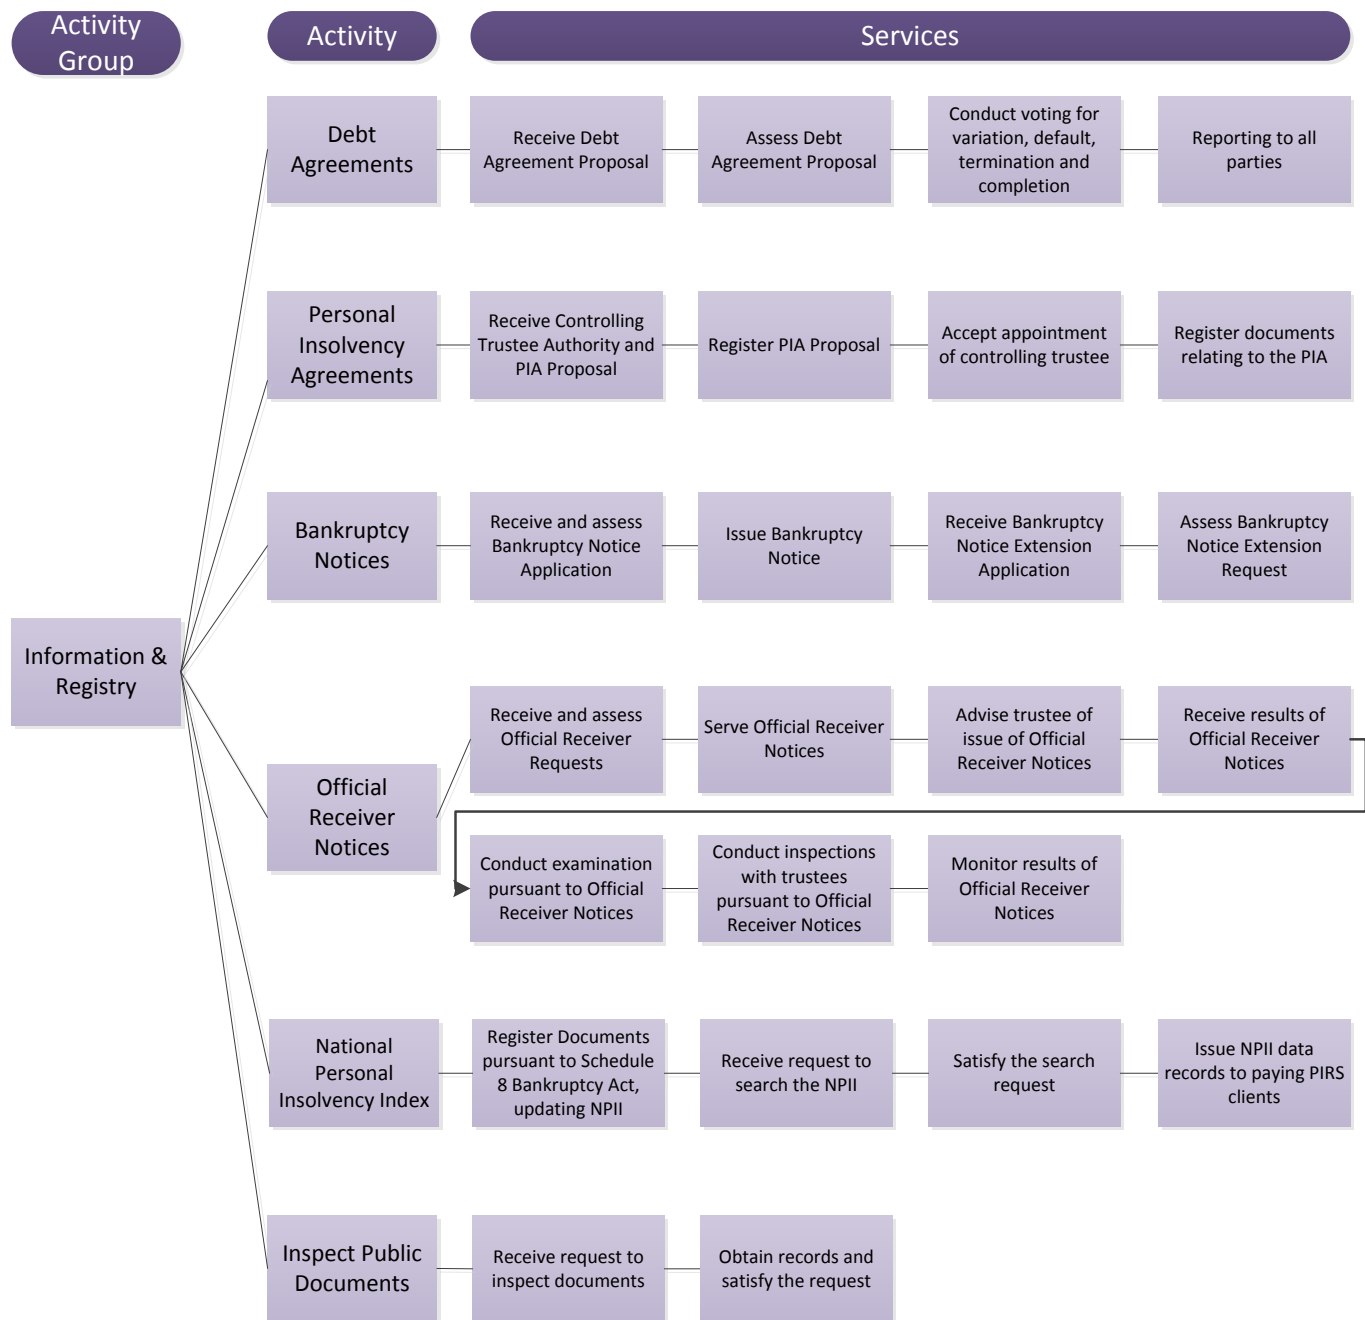 Activity
Group
Activity
Services
Debt
Agreements
Receive Debt
Agreement Proposal
Assess Debt
Agreement Proposal
Conduct voting for
variation, default,
termination and
completion
Reporting to all
parties
Personal
Insolvency
Agreements
Receive Controlling
Trustee Authority and
PIA Proposal
Register PIA Proposal
Accept appointment
of controlling trustee
Register documents
relating to the PIA
Bankruptcy
Notices
Receive and assess
Bankruptcy Notice
Application
Issue Bankruptcy
Notice
Receive Bankruptcy
Notice Extension
Application
Assess Bankruptcy
Notice Extension
Request
Information &
Registry
Official
Receiver
Notices
Receive and assess
Official Receiver
Requests
Serve Official Receiver
Notices
Advise trustee of
issue of Official
Receiver Notices
Receive results of
Official Receiver
Notices
Conduct examination
pursuant to Official
Receiver Notices
Conduct inspections
with trustees
pursuant to Official
Receiver Notices
Monitor results of
Official Receiver
Notices
National
Personal
Insolvency Index
Register Documents
pursuant to Schedule
8 Bankruptcy Act,
updating NPII
Receive request to
search the NPII
Satisfy the search
request
Issue NPII data
records to paying PIRS
clients
Inspect Public
Documents
Receive request to
inspect documents
Obtain records and
satisfy the request